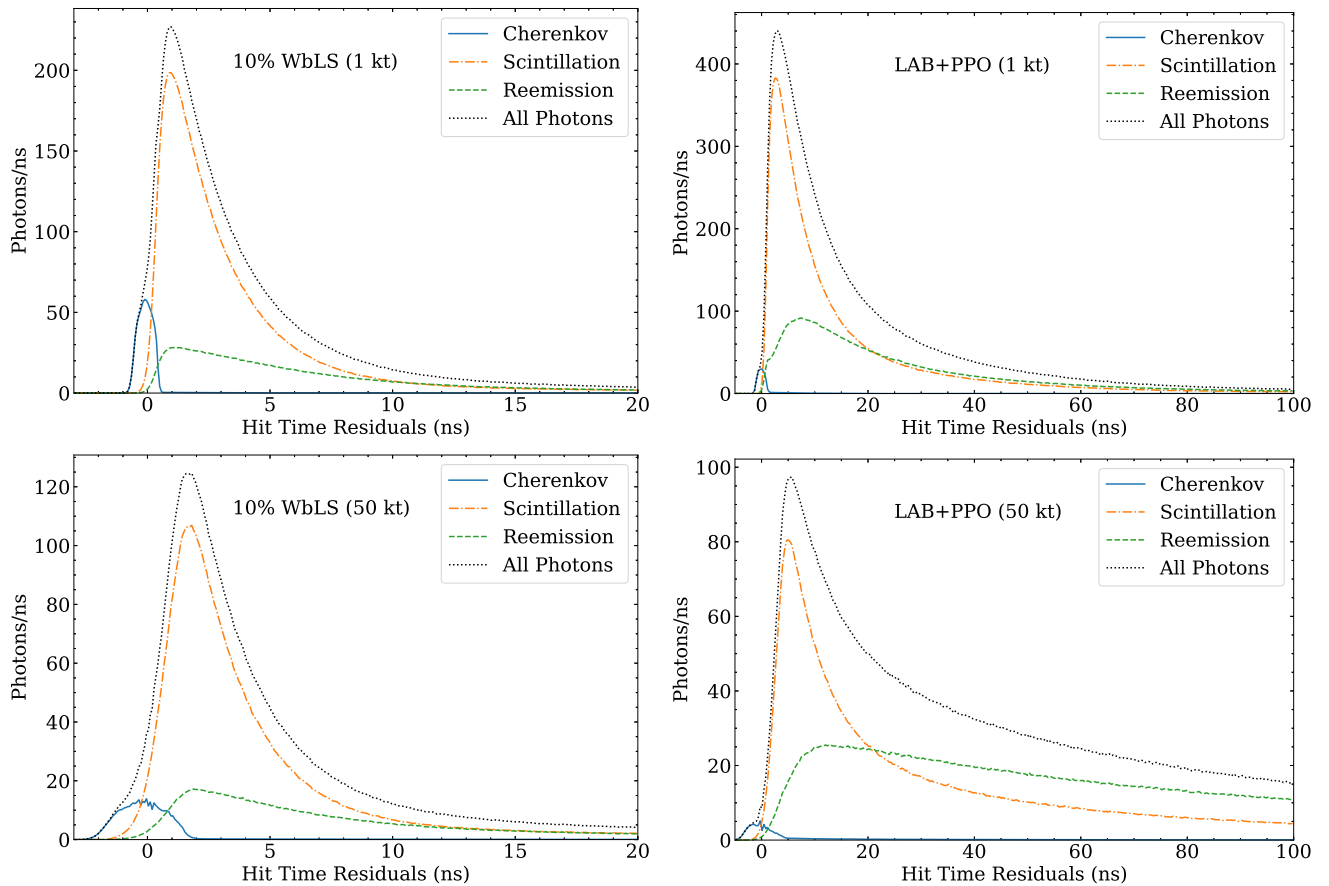 10% WbLS (1 kt)
Cherenkov
Scintillation
Reemission
All Photons
Photons/ns
200
150
100
50
0
0 5 10 15 20
Hit Time Residuals (ns)
LAB+PPO (1 kt)
Cherenkov
Scintillation
Reemission
All Photons
Photons/ns
400
300
200
100
0
0 20 40 60 80 100
Hit Time Residuals (ns)
10% WbLS (50 kt)
Cherenkov
Scintillation
Reemission
All Photons
Photons/ns
120
100
80
60
40
20
0
0 5 10 15 20
Hit Time Residuals (ns)
LAB+PPO (50 kt)
Cherenkov
Scintillation
Reemission
All Photons
Photons/ns
100
80
60
40
20
0
0 20 40 60 80 100
Hit Time Residuals (ns)